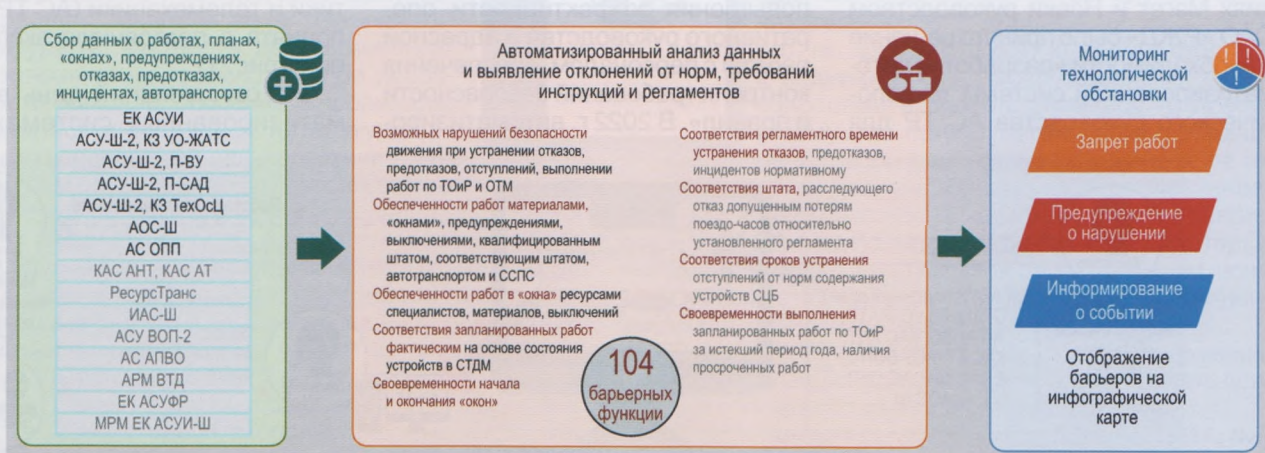 Сбор данных о работах, планах,
«окнах», предупреждениях,
отказах, предотказах,
инцидентах, автотранспорте
ЕК АСУИ
АСУ-Ш-2, КЗ УО-ЖАТС
АСУ-Ш-2, П-ВУ
АСУ-Ш-2, П-САД
АСУ-Ш-2, КЗ ТехОсЦ
АОС-Ш
АС ОПП
КАС АНТ, КАС АТ
РесурсТранс
ИАС-Ш
АСУ ВОП-2
АС АПВО
АРМ ВТД
ЕК АСУФР
МРМ ЕК АСУИ-Ш
Автоматизированный анализ данных
и выявление отклонений от норм, требований
инструкций и регламентов
Возможных нарушений безопасности
движения при устранении отказов,
предотказов, отступлений, выполнении
работ по ТОиР и ОТМ
Обеспеченности работ материалами,
«окнами», предупреждениями,
выключениями, квалифицированным
штатом, соответствующим штатом,
автотранспортом и ССПС
Обеспеченности работ в «окна» ресурсами
специалистов, материалов, выключений
Соответствия запланированных работ
фактическим на основе состояния
устройств в СТДМ
Своевременности начала
и окончания «окон»
Соответствия регламентного времени
устранения отказов, предотказов,
инцидентов нормативному
Соответствия штата, расследующего
отказ допущенным потерям
поездо-часов относительно
установленного регламента
Соответствия сроков устранения
отступлений от норм содержания
устройств СЦБ
Своевременности выполнения
запланированных работ по ТОиР
за истекший период года, наличия
просроченных работ
104
барьерных
функции
Мониторинг
технологической
обстановки
Запрет работ
Предупреждение
о нарушении
Информирование
о событии
Отображение
барьеров на
инфографической
карте